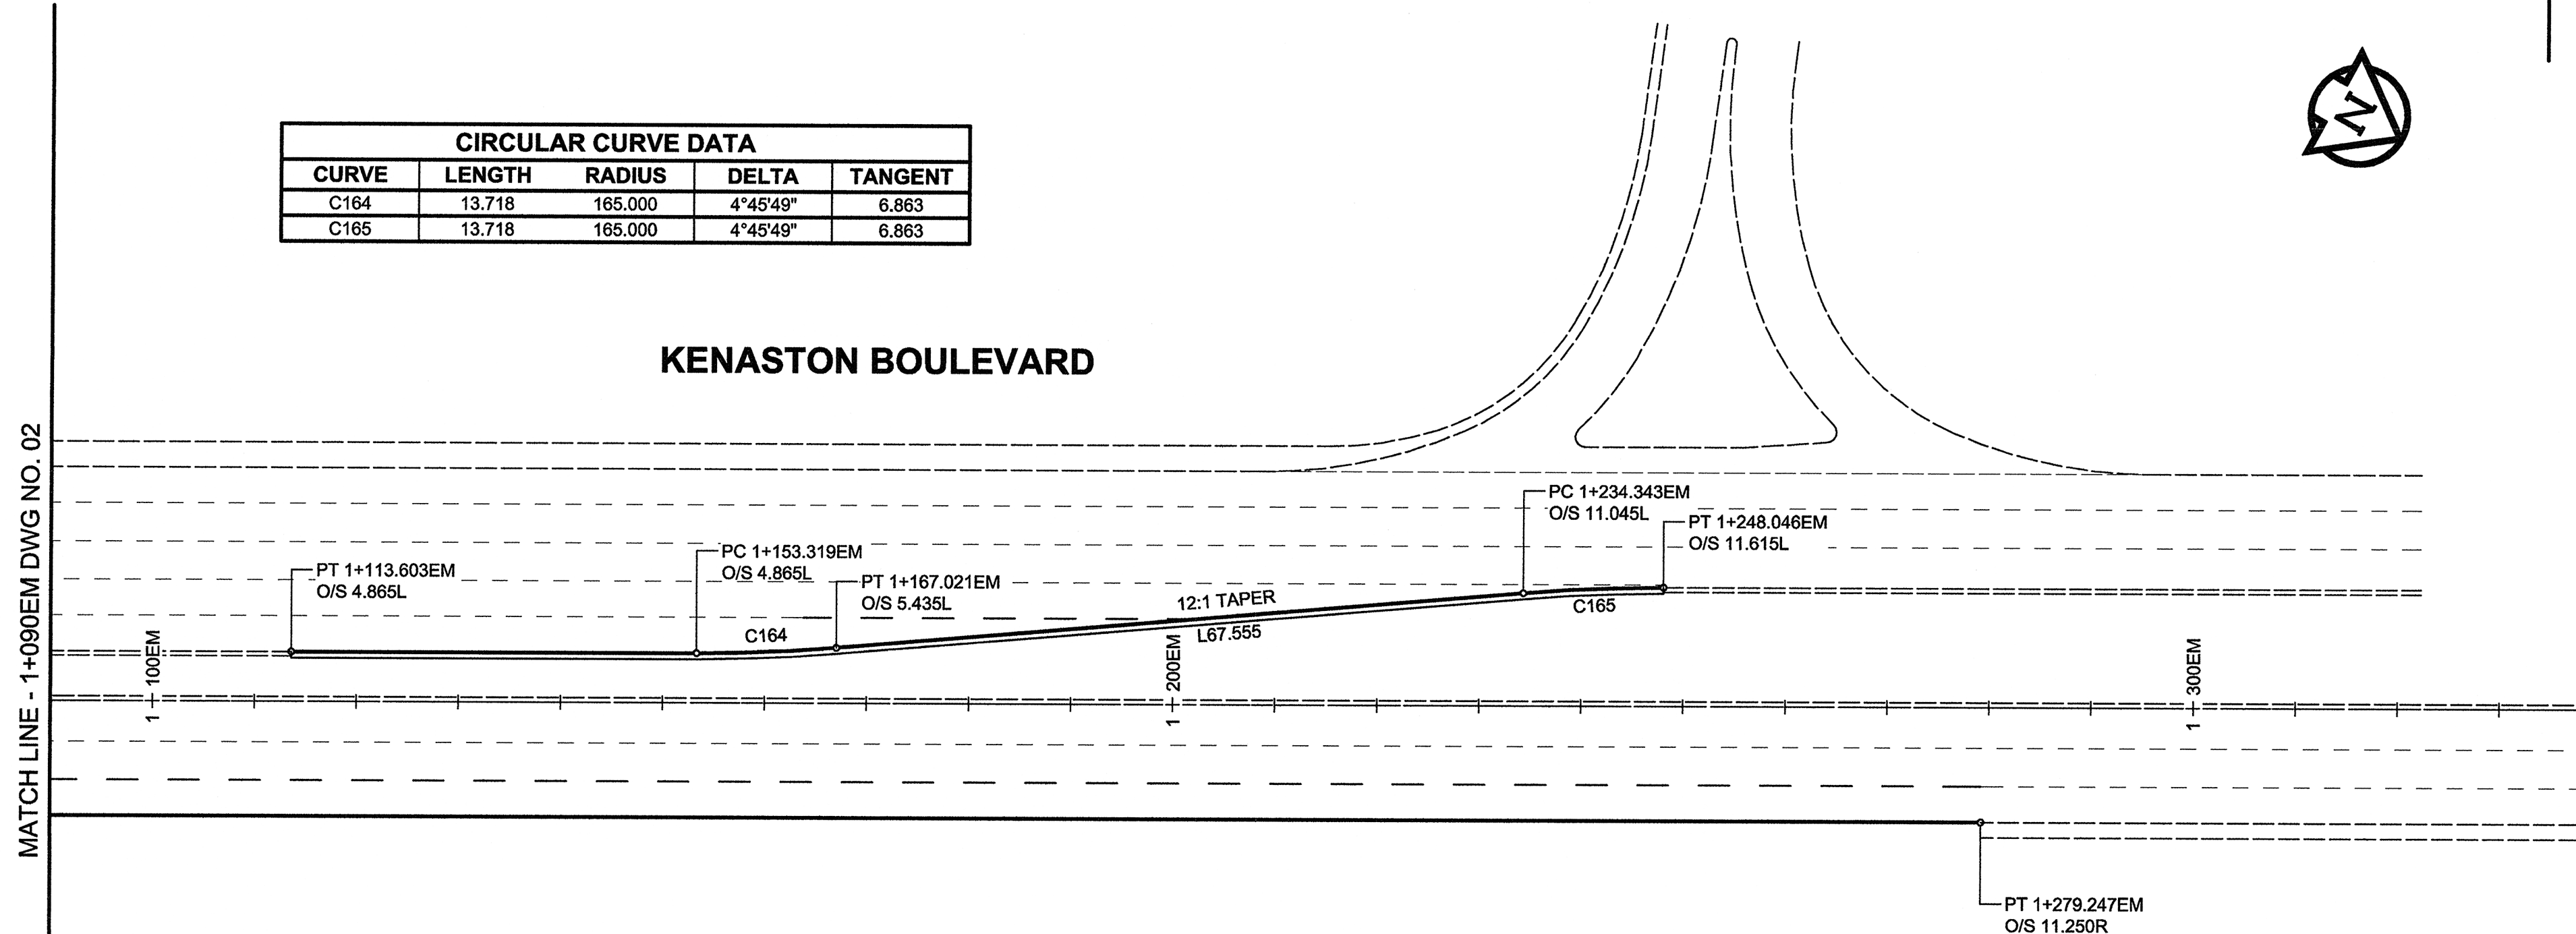 CIRCULAR CURVE DATA
CURVE LENGTH RADIUS DELTA TANGENT
C164 13.718 165.000 4°45'49" 6.863
C165 13.718 165.000 4°45'49" 6.863
N
KENASTON BOULEVARD
MATCH LINE - 1+090EM DWG NO. 02
PT 1+113.603EM
O/S 4.865L
PC 1+153.319EM
O/S 4.865L
PT 1+167.021EM
O/S 5.435L
C164
12:1 TAPER
L67.555
PC 1+234.343EM
O/S 11.045L
PT 1+248.046EM
O/S 11.615L
C165
1+100EM
1+200EM
1+300EM
PT 1+279.247EM
O/S 11.250R